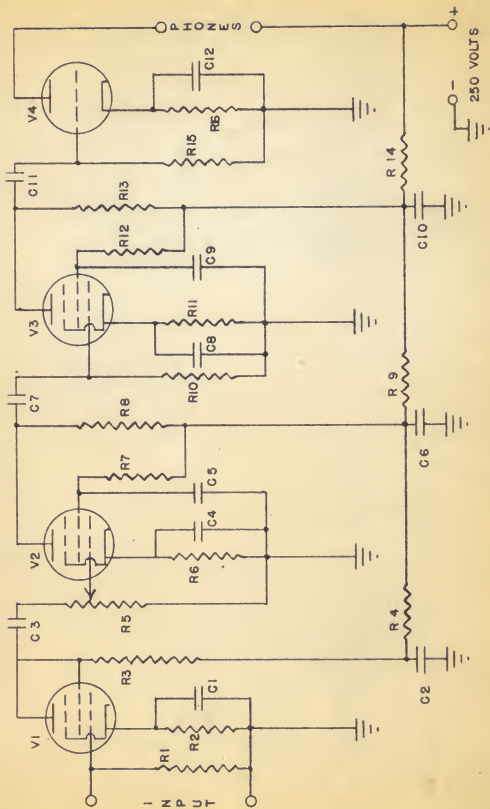 INPUT
R1
R2
C1
V1
R3
C2
C3
R4
R5
V2
R6
C4
C5
R7
R8
C6
C7
R9
R10
V3
C8
R11
C9
R12
R13
C10
C11
R14
R15
V4
R16
C12
PHONES
+
-
250 VOLTS